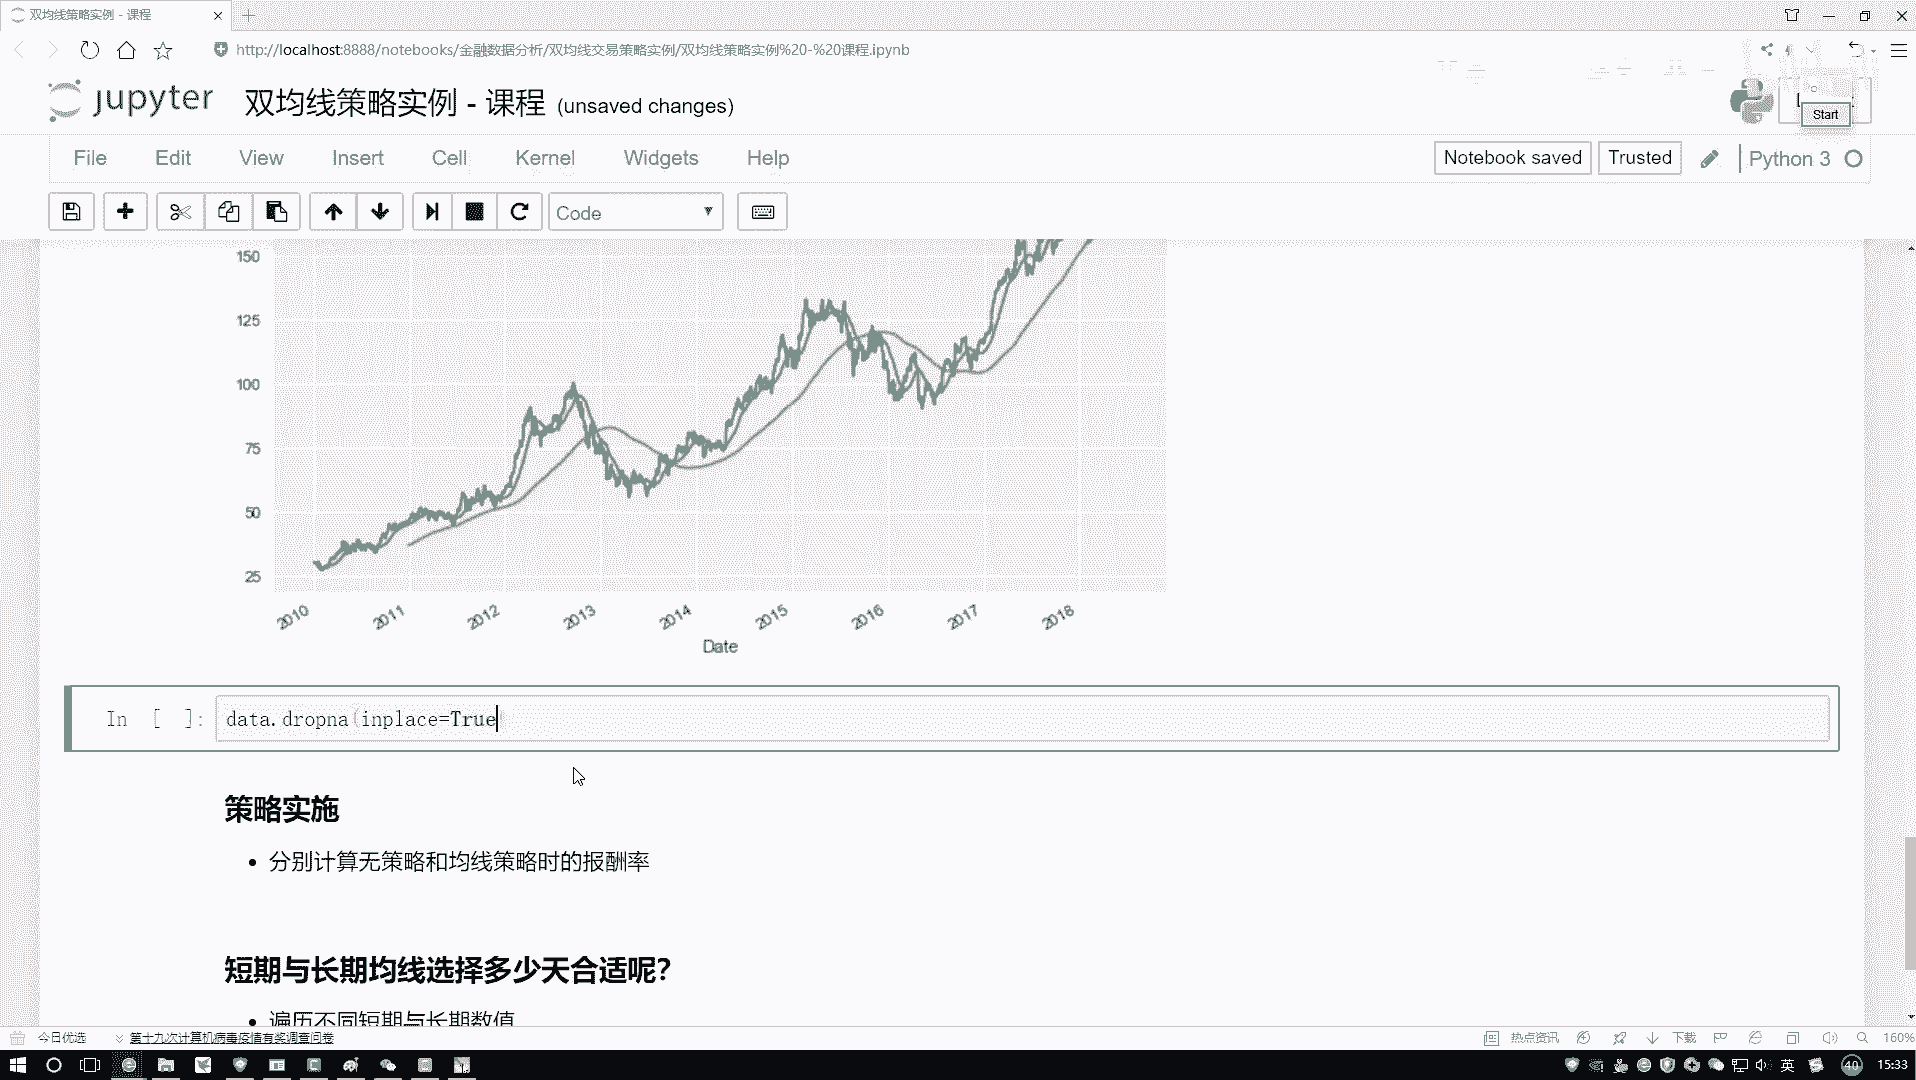 双均线策略实例 - 课程
http://localhost:8888/notebooks/金融数据分析/双均线交易策略实例/双均线策略实例%20-%20课程.ipynb
jupyter 双均线策略实例 - 课程 (unsaved changes)
Start
File Edit View Insert Cell Kernel Widgets Help
Notebook saved Trusted Python 3
Code
150
125
100
75
50
25
2010 2011 2012 2013 2014 2015 2016 2017 2018
Date
In [ ]: data.dropna(inplace=True)
策略实施
• 分别计算无策略和均线策略时的报酬率
短期与长期均线选择多少天合适呢?
• 遍历不同短期与长期数值
今日优选 第十九次计算机病毒疫情有奖调查问卷 热点资讯 下载 160%
英 40 15:33